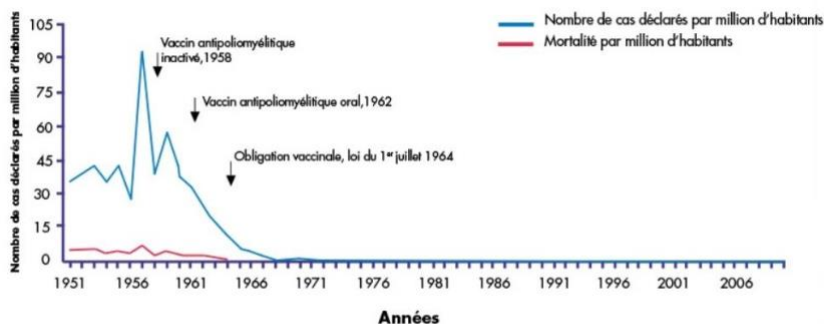 Nombre de cas déclarés par million d'habitants
Mortalité par million d'habitants
Nombre de cas déclarés par million d'habitants
105
90
75
60
45
30
15
0
Vaccin antipoliomyélitique
inactivé,1958
Vaccin antipoliomyélitique oral,1962
Obligation vaccinale, loi du 1er juillet 1964
1951 1956 1961 1966 1971 1976 1981 1986 1991 1996 2001 2006
Années